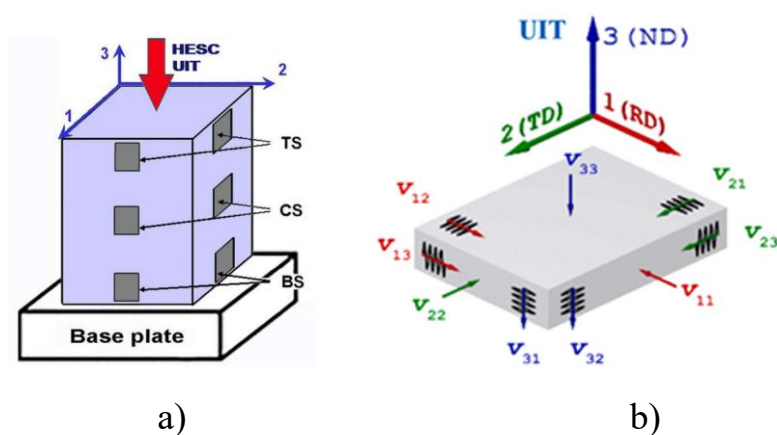 HESC
UIT
3
2
1
TS
CS
BS
Base plate
a)
UIT
3 (ND)
2 (TD)
1 (RD)
v33
v12
v21
v13
v23
v22
v11
v31
v32
b)